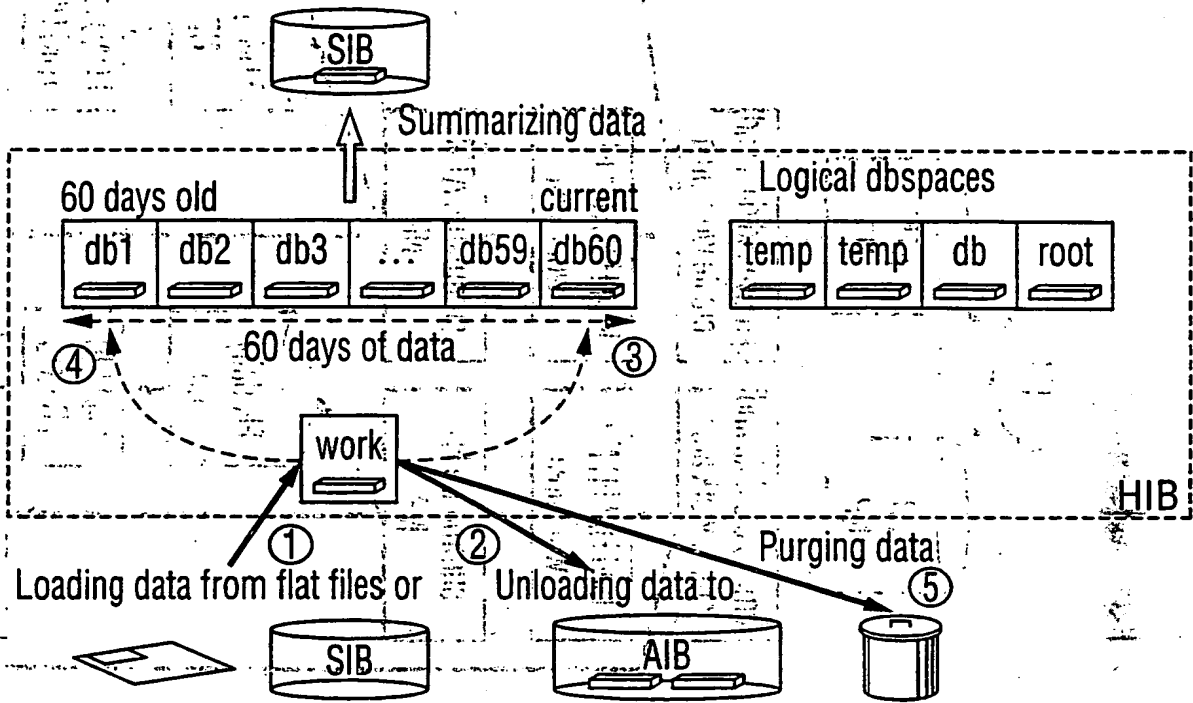 SIB
Summarizing data
60 days old current Logical dbspaces
db1 db2 db3 ... db59 db60 temp temp db root
④ 60 days of data ③
work
HIB
① ② Purging data
Loading data from flat files or Unloading data to ⑤
SIB AIB